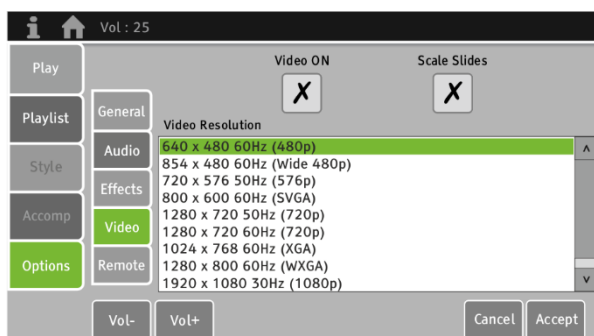 i Vol : 25
Play
Playlist
Style
Accomp
Options
General
Audio
Effects
Video
Remote
Video ON
Scale Slides
✗ ✗
Video Resolution
640 x 480 60Hz (480p)
854 x 480 60Hz (Wide 480p)
720 x 576 50Hz (576p)
800 x 600 60Hz (SVGA)
1280 x 720 50Hz (720p)
1280 x 720 60Hz (720p)
1024 x 768 60Hz (XGA)
1280 x 800 60Hz (WXGA)
1920 x 1080 30Hz (1080p)
Vol- Vol+ Cancel Accept